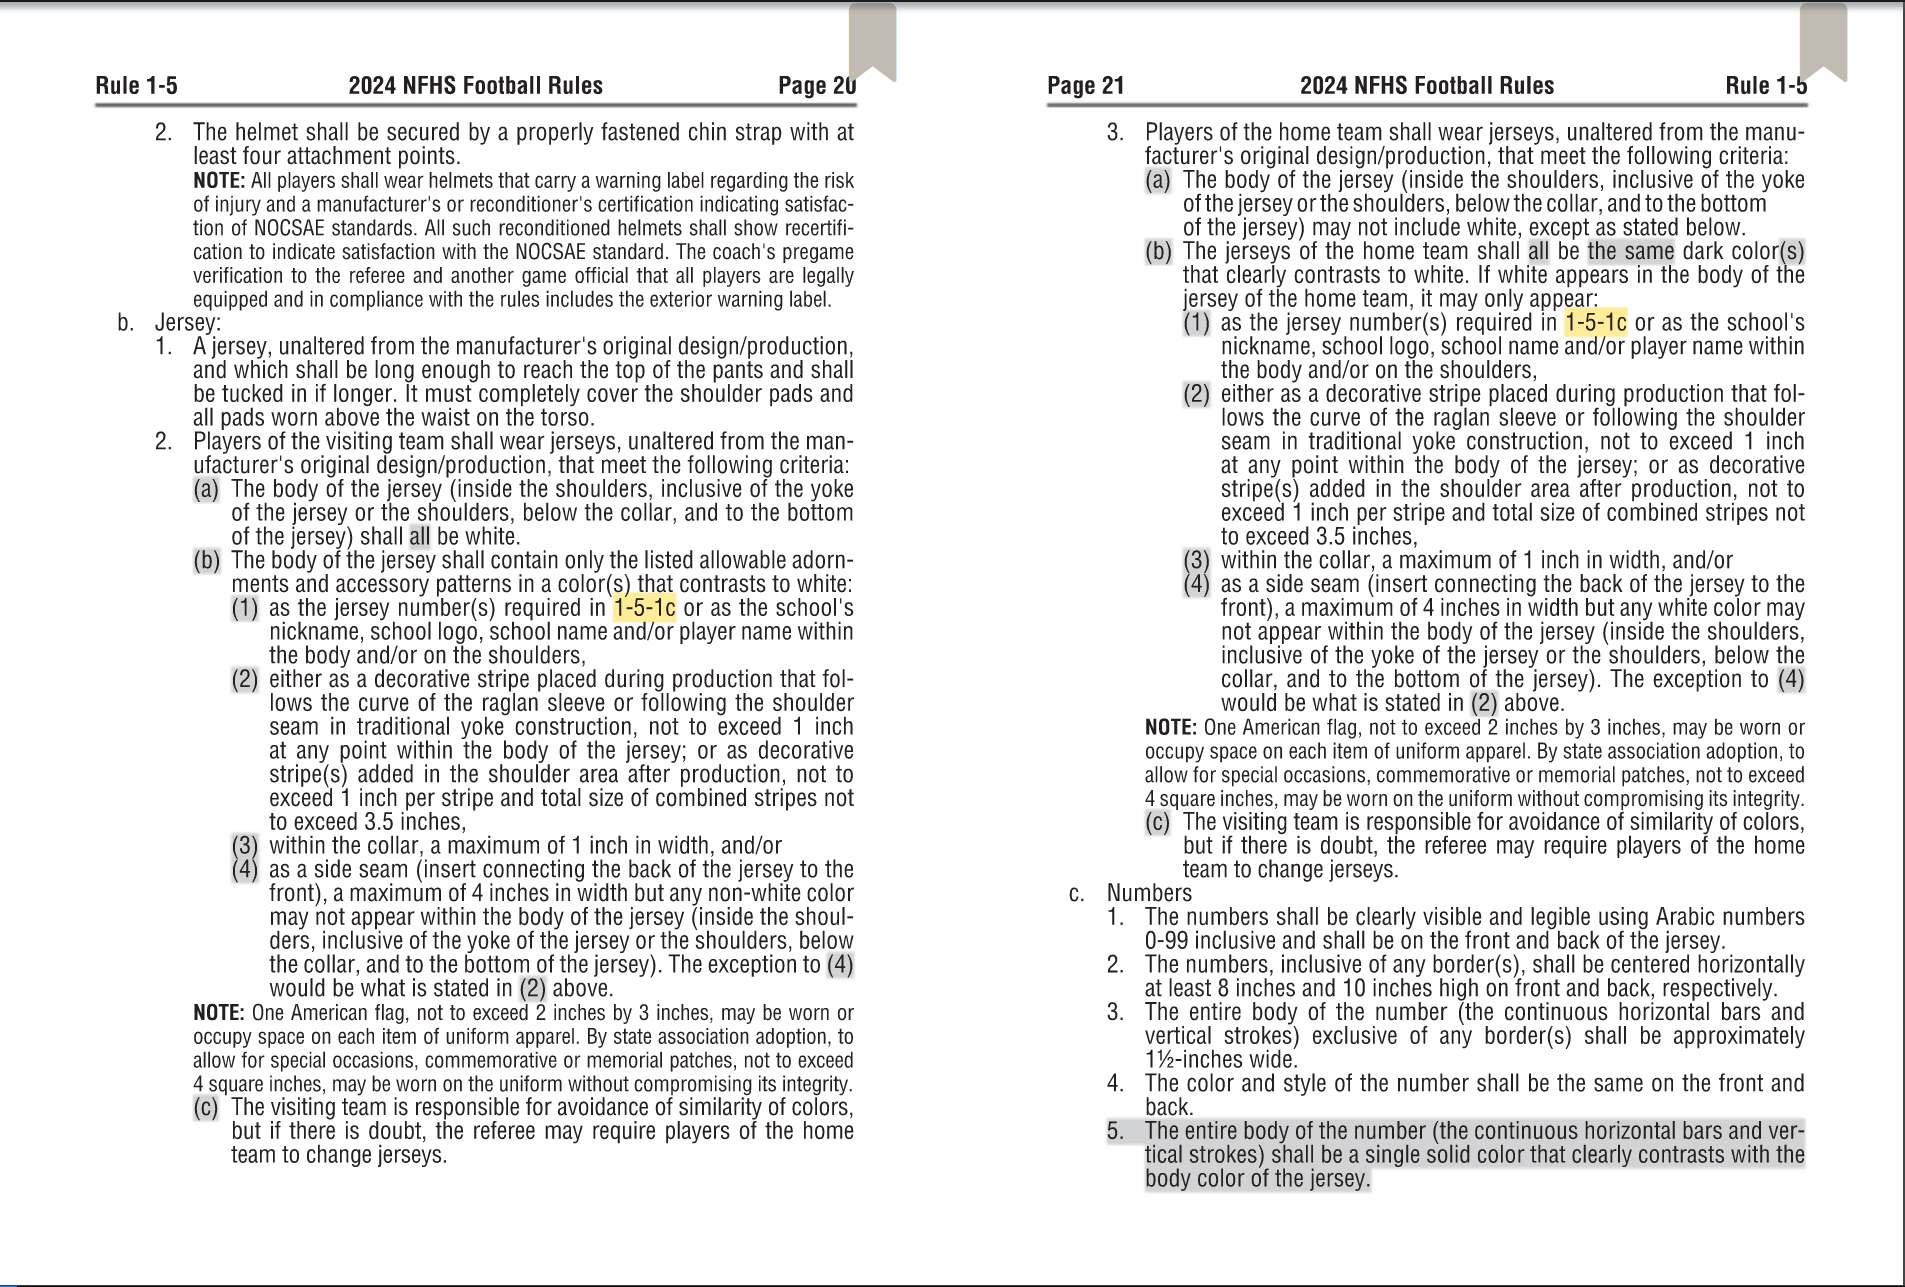 Rule 1-5 2024 NFHS Football Rules Page 20
2. The helmet shall be secured by a properly fastened chin strap with at
least four attachment points.
NOTE: All players shall wear helmets that carry a warning label regarding the risk
of injury and a manufacturer's or reconditioner's certification indicating satisfac-
tion of NOCSAE standards. All such reconditioned helmets shall show recertifi-
cation to indicate satisfaction with the NOCSAE standard. The coach's pregame
verification to the referee and another game official that all players are legally
equipped and in compliance with the rules includes the exterior warning label.
b. Jersey:
1. A jersey, unaltered from the manufacturer's original design/production,
and which shall be long enough to reach the top of the pants and shall
be tucked in if longer. It must completely cover the shoulder pads and
all pads worn above the waist on the torso.
2. Players of the visiting team shall wear jerseys, unaltered from the man-
ufacturer's original design/production, that meet the following criteria:
(a) The body of the jersey (inside the shoulders, inclusive of the yoke
of the jersey or the shoulders, below the collar, and to the bottom
of the jersey) shall all be white.
(b) The body of the jersey shall contain only the listed allowable adorn-
ments and accessory patterns in a color(s) that contrasts to white:
(1) as the jersey number(s) required in 1-5-1c or as the school's
nickname, school logo, school name and/or player name within
the body and/or on the shoulders,
(2) either as a decorative stripe placed during production that fol-
lows the curve of the raglan sleeve or following the shoulder
seam in traditional yoke construction, not to exceed 1 inch
at any point within the body of the jersey; or as decorative
stripe(s) added in the shoulder area after production, not to
exceed 1 inch per stripe and total size of combined stripes not
to exceed 3.5 inches,
(3) within the collar, a maximum of 1 inch in width, and/or
(4) as a side seam (insert connecting the back of the jersey to the
front), a maximum of 4 inches in width but any non-white color
may not appear within the body of the jersey (inside the shoul-
ders, inclusive of the yoke of the jersey or the shoulders, below
the collar, and to the bottom of the jersey). The exception to (4)
would be what is stated in (2) above.
NOTE: One American flag, not to exceed 2 inches by 3 inches, may be worn or
occupy space on each item of uniform apparel. By state association adoption, to
allow for special occasions, commemorative or memorial patches, not to exceed
4 square inches, may be worn on the uniform without compromising its integrity.
(c) The visiting team is responsible for avoidance of similarity of colors,
but if there is doubt, the referee may require players of the home
team to change jerseys.
Page 21 2024 NFHS Football Rules Rule 1-5
3. Players of the home team shall wear jerseys, unaltered from the manu-
facturer's original design/production, that meet the following criteria:
(a) The body of the jersey (inside the shoulders, inclusive of the yoke
of the jersey or the shoulders, below the collar, and to the bottom
of the jersey) may not include white, except as stated below.
(b) The jerseys of the home team shall all be the same dark color(s)
that clearly contrasts to white. If white appears in the body of the
jersey of the home team, it may only appear:
(1) as the jersey number(s) required in 1-5-1c or as the school's
nickname, school logo, school name and/or player name within
the body and/or on the shoulders,
(2) either as a decorative stripe placed during production that fol-
lows the curve of the raglan sleeve or following the shoulder
seam in traditional yoke construction, not to exceed 1 inch
at any point within the body of the jersey; or as decorative
stripe(s) added in the shoulder area after production, not to
exceed 1 inch per stripe and total size of combined stripes not
to exceed 3.5 inches,
(3) within the collar, a maximum of 1 inch in width, and/or
(4) as a side seam (insert connecting the back of the jersey to the
front), a maximum of 4 inches in width but any white color may
not appear within the body of the jersey (inside the shoulders,
inclusive of the yoke of the jersey or the shoulders, below the
collar, and to the bottom of the jersey). The exception to (4)
would be what is stated in (2) above.
NOTE: One American flag, not to exceed 2 inches by 3 inches, may be worn or
occupy space on each item of uniform apparel. By state association adoption, to
allow for special occasions, commemorative or memorial patches, not to exceed
4 square inches, may be worn on the uniform without compromising its integrity.
(c) The visiting team is responsible for avoidance of similarity of colors,
but if there is doubt, the referee may require players of the home
team to change jerseys.
c. Numbers
1. The numbers shall be clearly visible and legible using Arabic numbers
0-99 inclusive and shall be on the front and back of the jersey.
2. The numbers, inclusive of any border(s), shall be centered horizontally
at least 8 inches and 10 inches high on front and back, respectively.
3. The entire body of the number (the continuous horizontal bars and
vertical strokes) exclusive of any border(s) shall be approximately
1½-inches wide.
4. The color and style of the number shall be the same on the front and
back.
5. The entire body of the number (the continuous horizontal bars and ver-
tical strokes) shall be a single solid color that clearly contrasts with the
body color of the jersey.